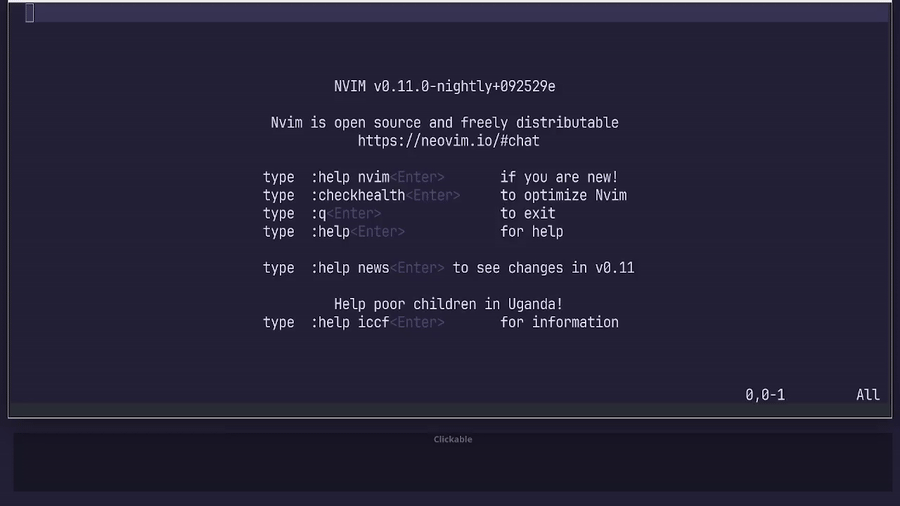 NVIM v0.11.0-nightly+092529e
Nvim is open source and freely distributable
https://neovim.io/#chat
type :help nvim<Enter> if you are new!
type :checkhealth<Enter> to optimize Nvim
type :q<Enter> to exit
type :help<Enter> for help
type :help news<Enter> to see changes in v0.11
Help poor children in Uganda!
type :help iccf<Enter> for information
0,0-1 All
Clickable